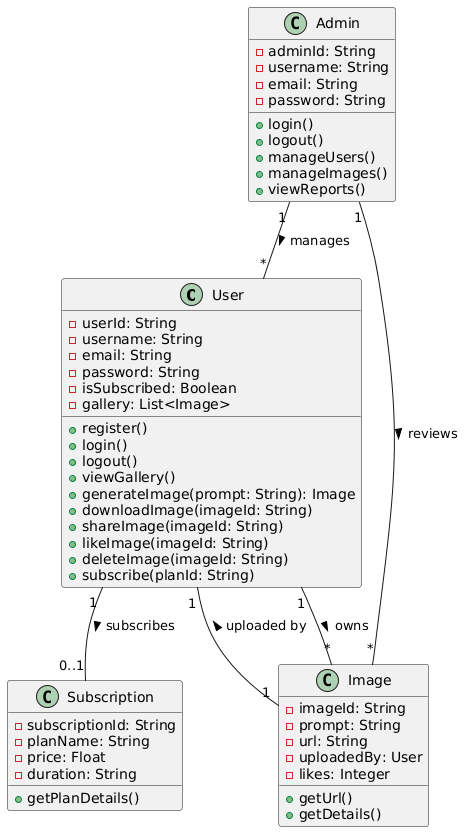 C Admin
adminId: String
username: String
email: String
password: String
login()
logout()
manageUsers()
manageImages()
viewReports()
1
1
manages
*
C User
userId: String
username: String
email: String
password: String
isSubscribed: Boolean
gallery: List<Image>
register()
login()
logout()
viewGallery()
generateImage(prompt: String): Image
downloadImage(imageId: String)
shareImage(imageId: String)
likeImage(imageId: String)
deleteImage(imageId: String)
subscribe(planId: String)
reviews
1
1
1
subscribes
uploaded by
owns
0..1
1
*
*
C Subscription
subscriptionId: String
planName: String
price: Float
duration: String
getPlanDetails()
C Image
imageId: String
prompt: String
url: String
uploadedBy: User
likes: Integer
getUrl()
getDetails()